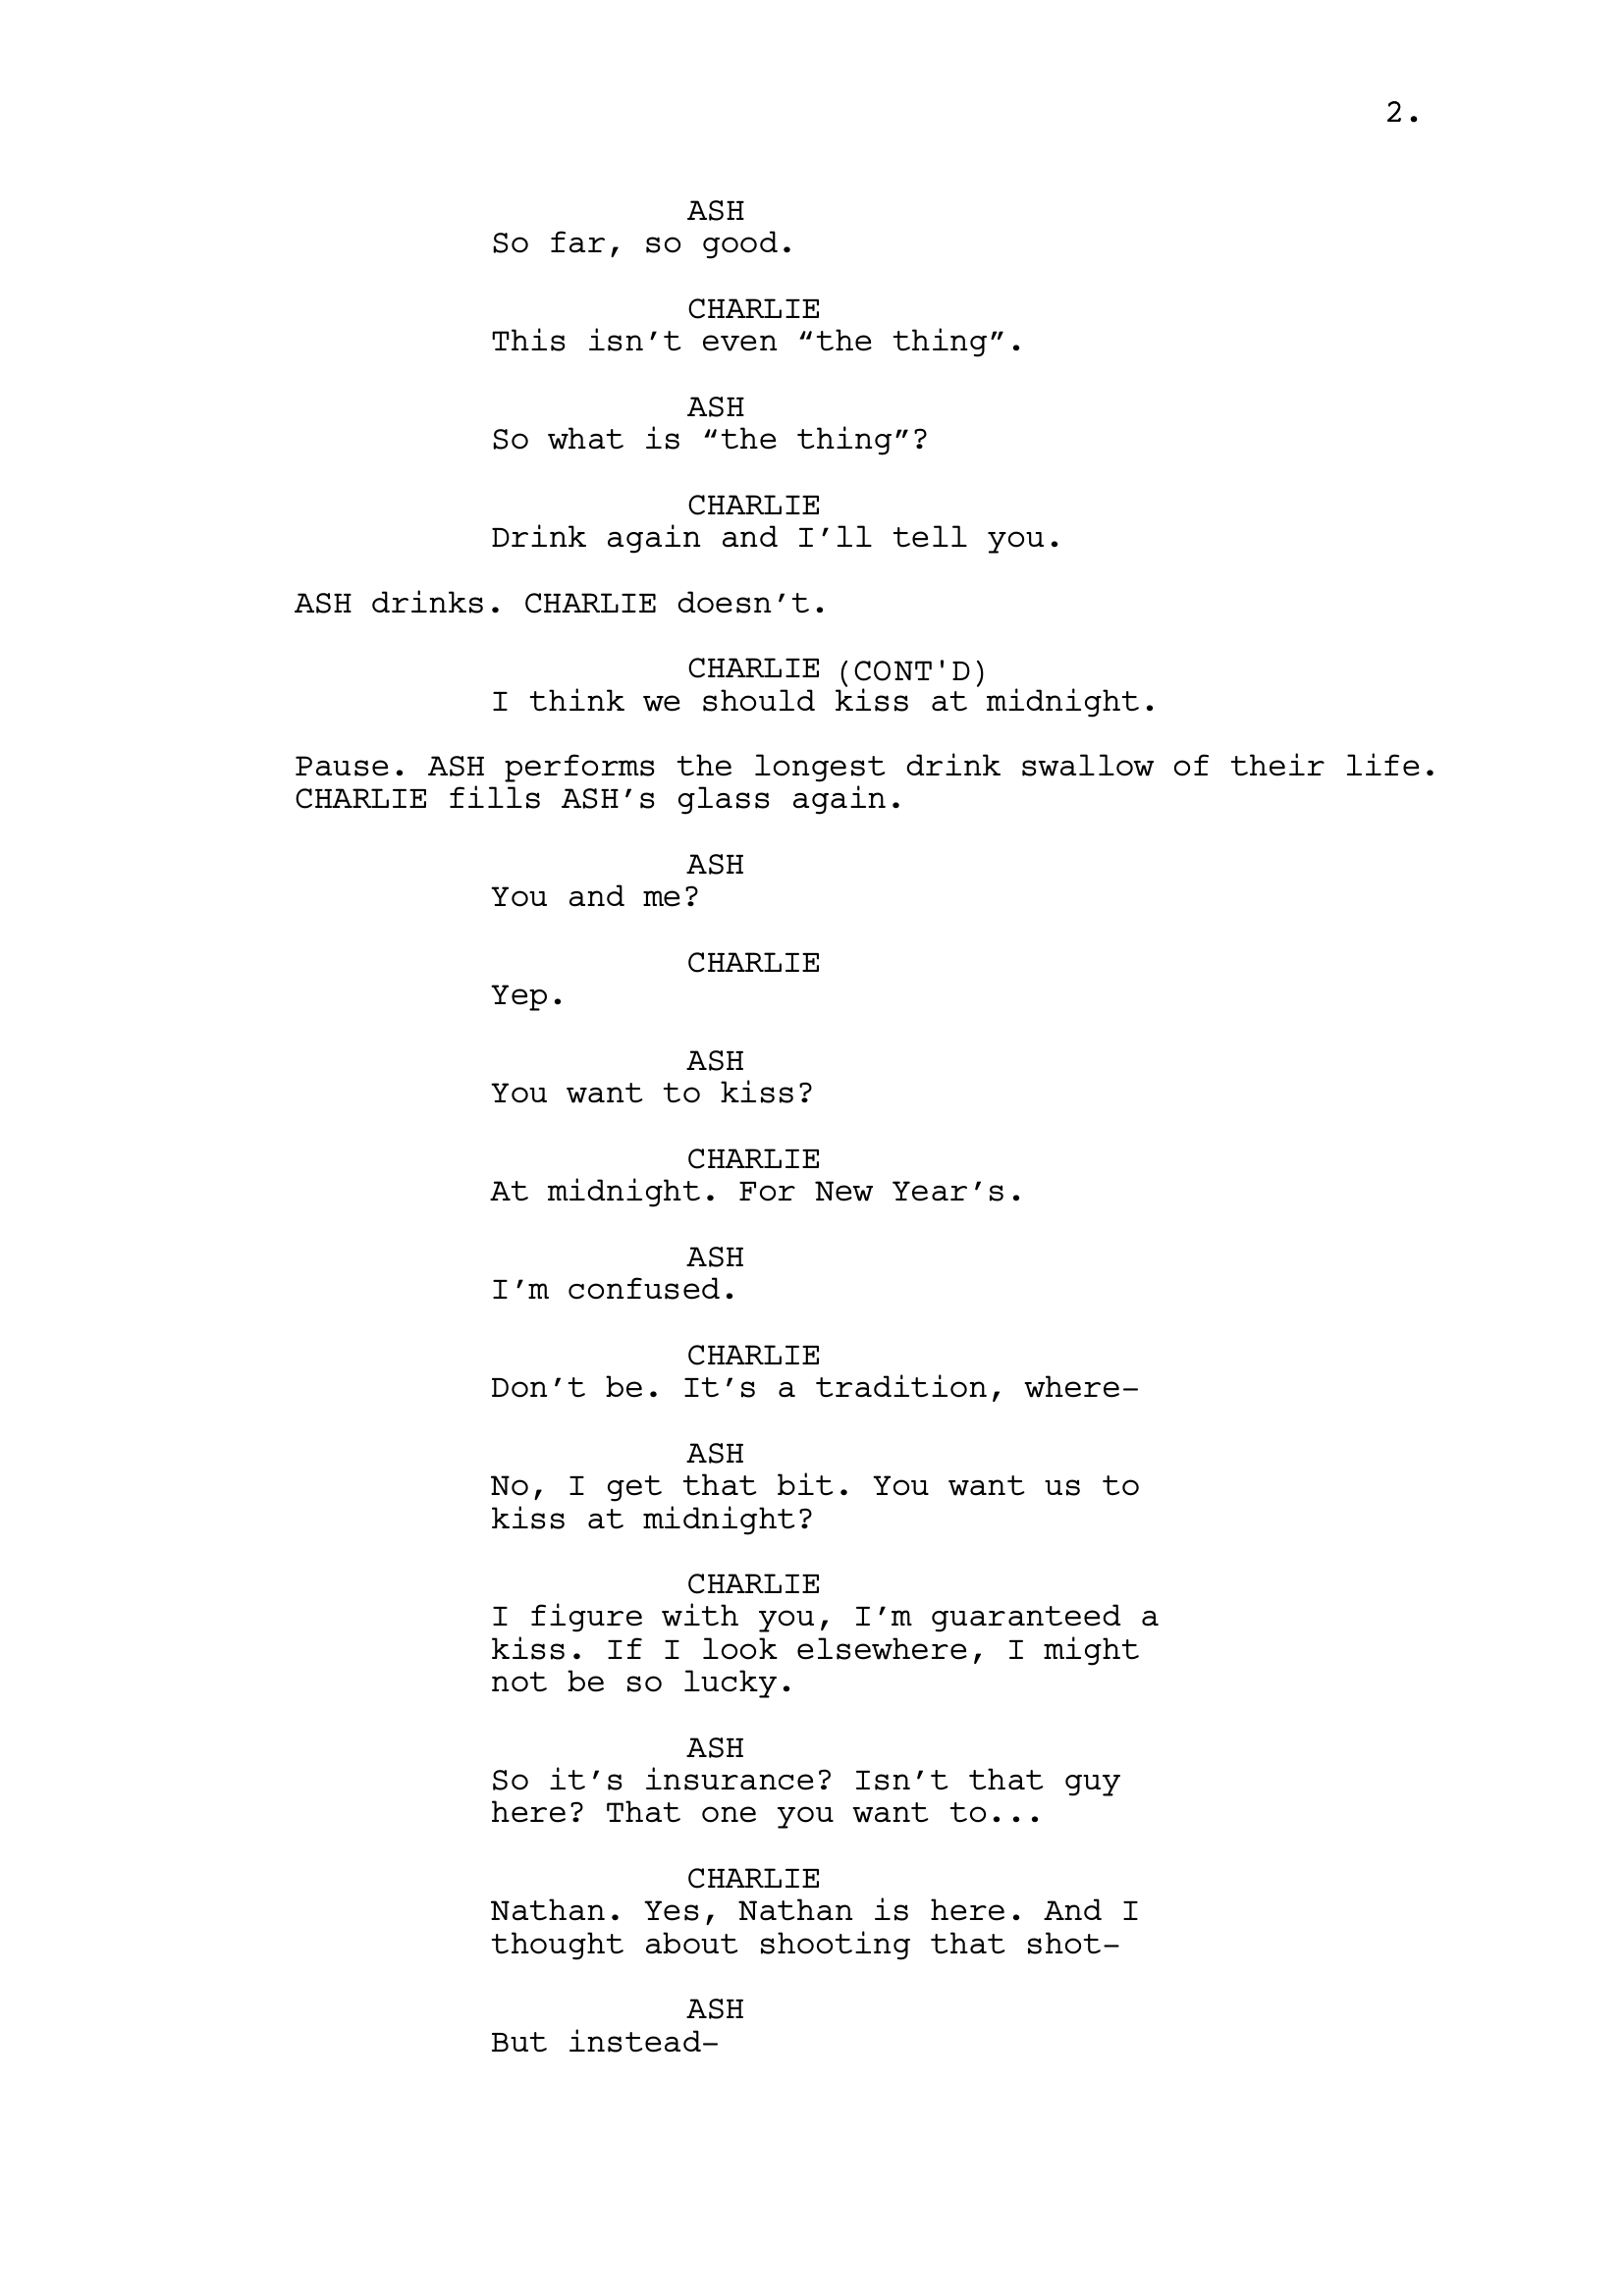 2.
ASH
So far, so good.
CHARLIE
This isn’t even “the thing”.
ASH
So what is “the thing”?
CHARLIE
Drink again and I’ll tell you.
ASH drinks. CHARLIE doesn’t.
CHARLIE (CONT'D)
I think we should kiss at midnight.
Pause. ASH performs the longest drink swallow of their life.
CHARLIE fills ASH’s glass again.
ASH
You and me?
CHARLIE
Yep.
ASH
You want to kiss?
CHARLIE
At midnight. For New Year’s.
ASH
I’m confused.
CHARLIE
Don’t be. It’s a tradition, where-
ASH
No, I get that bit. You want us to
kiss at midnight?
CHARLIE
I figure with you, I’m guaranteed a
kiss. If I look elsewhere, I might
not be so lucky.
ASH
So it’s insurance? Isn’t that guy
here? That one you want to...
CHARLIE
Nathan. Yes, Nathan is here. And I
thought about shooting that shot-
ASH
But instead-